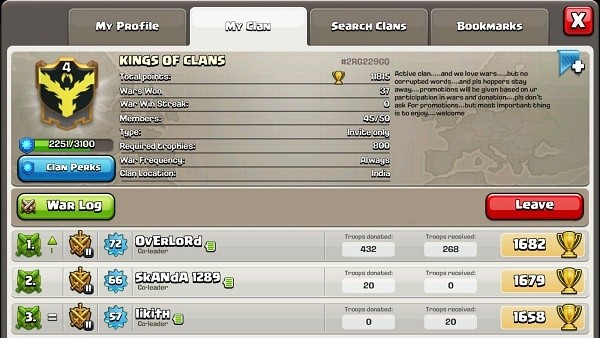 My Profile
My Clan
Search Clans
Bookmarks
X
4
KINGS OF CLANS
#2RG229GQ
Total points: 11815
Wars Won 37
War Win Streak: 0
Members: 45/50
Type: Invite only
Required trophies: 800
War Frequency: Always
Clan Location: India
Active clan.....and we love wars.....but no
corrupted words....and pls hoppers stay
away.....promotions will be given based on ur
participation in wars and donation....pls don't
ask for promotions...but most important thing
is to enjoy....welcome
2251/3100
Clan Perks
War Log
Leave
1. 1 72 OvErLoRd Co-leader Troops donated: 432 Troops received: 268 1682
2. 66 SkANdA 1289 Co-leader Troops donated: 20 Troops received: 0 1679
3. = 57 likith Co-leader Troops donated: 0 Troops received: 20 1658